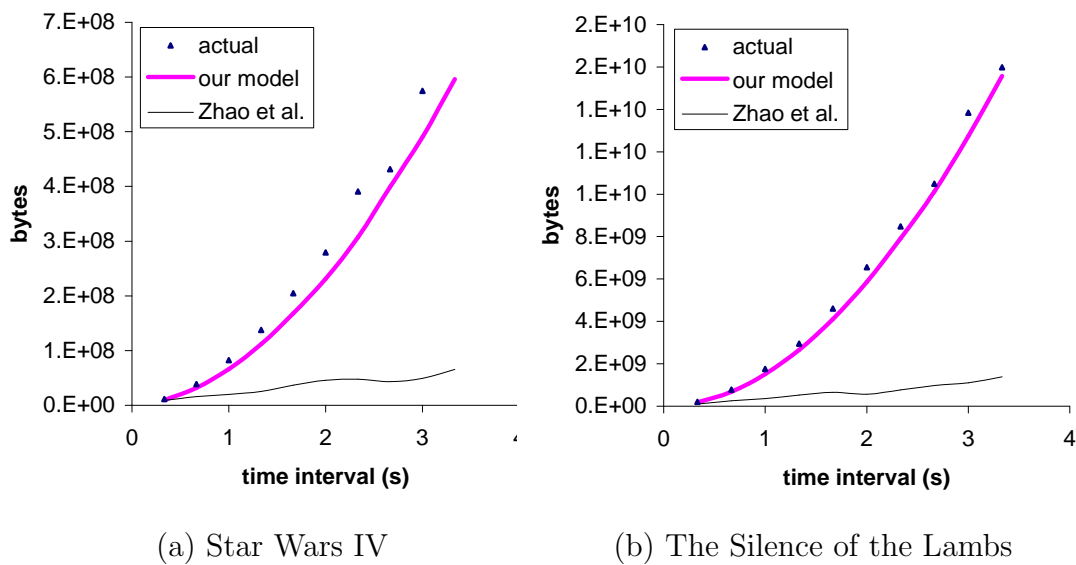 7.E+08
6.E+08
5.E+08
4.E+08
3.E+08
2.E+08
1.E+08
0.E+00
bytes
actual
our model
Zhao et al.
0 1 2 3 4
time interval (s)
(a) Star Wars IV
2.E+10
2.E+10
1.E+10
1.E+10
1.E+10
8.E+09
6.E+09
4.E+09
2.E+09
0.E+00
bytes
actual
our model
Zhao et al.
0 1 2 3 4
time interval (s)
(b) The Silence of the Lambs